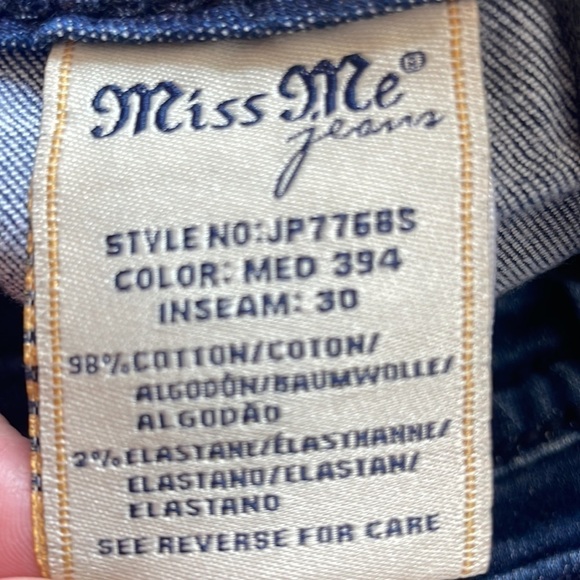 Miss Me®
jeans
STYLE NO:JP7768S
COLOR: MED 394
INSEAM: 30
98% COTTON/COTON/
ALGODÓN/BAUMWOLLE/
ALGODÃO
2% ELASTANE/ÉLASTHANNE/
ELASTANO/ELASTAN/
ELASTANO
SEE REVERSE FOR CARE